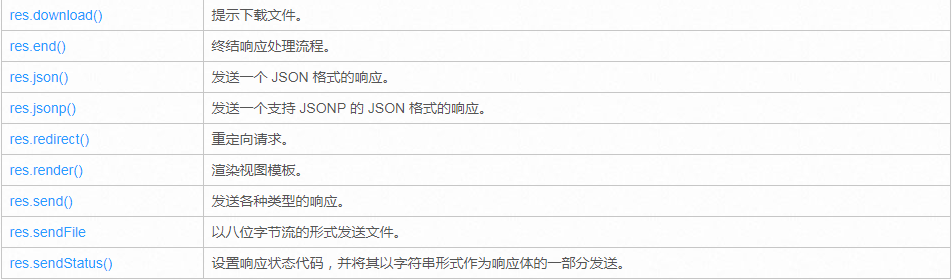 res.download() 提示下载文件。
res.end() 终结响应处理流程。
res.json() 发送一个 JSON 格式的响应。
res.jsonp() 发送一个支持 JSONP 的 JSON 格式的响应。
res.redirect() 重定向请求。
res.render() 渲染视图模板。
res.send() 发送各种类型的响应。
res.sendFile 以八位字节流的形式发送文件。
res.sendStatus() 设置响应状态代码，并将其以字符串形式作为响应体的一部分发送。